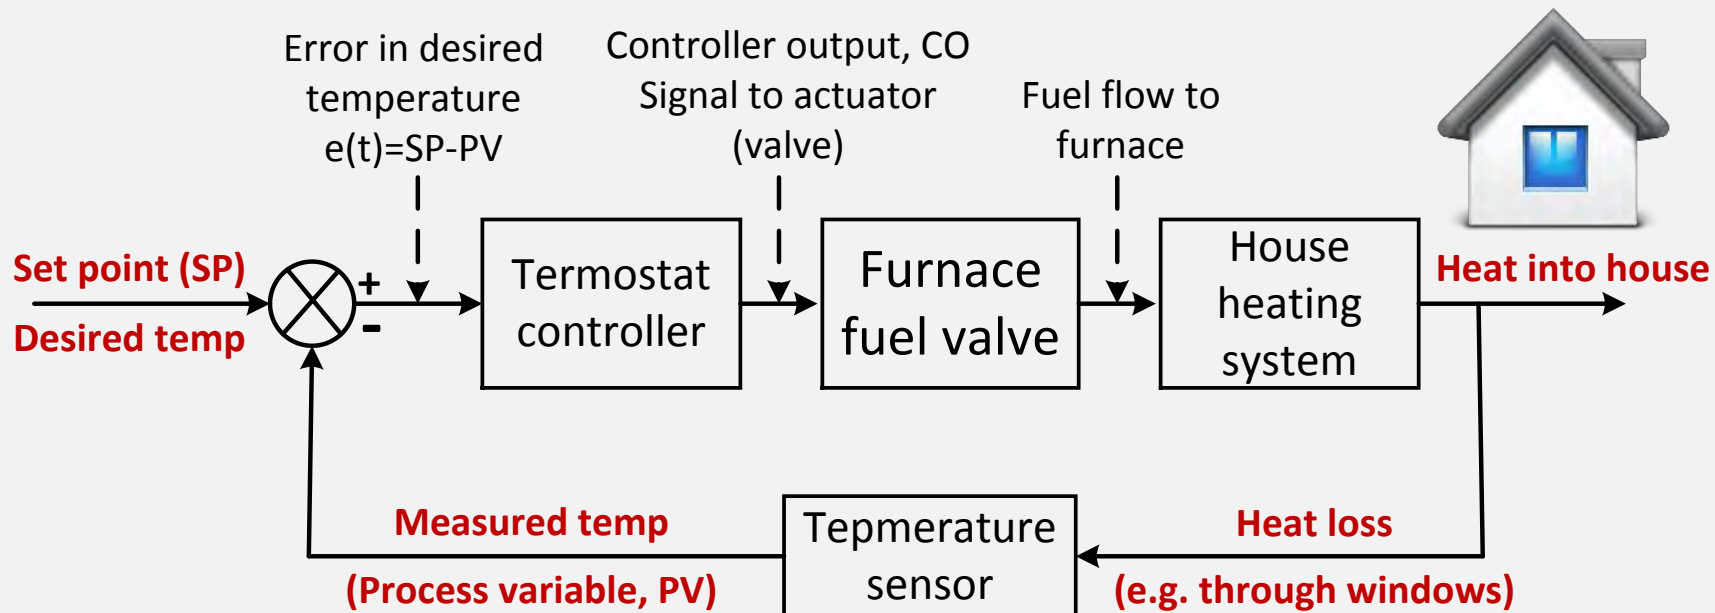 Error in desired
temperature
e(t)=SP-PV
Controller output, CO
Signal to actuator
(valve)
Fuel flow to
furnace
Set point (SP)
Desired temp
+
-
Termostat
controller
Furnace
fuel valve
House
heating
system
Heat into house
Measured temp
(Process variable, PV)
Tepmerature
sensor
Heat loss
(e.g. through windows)